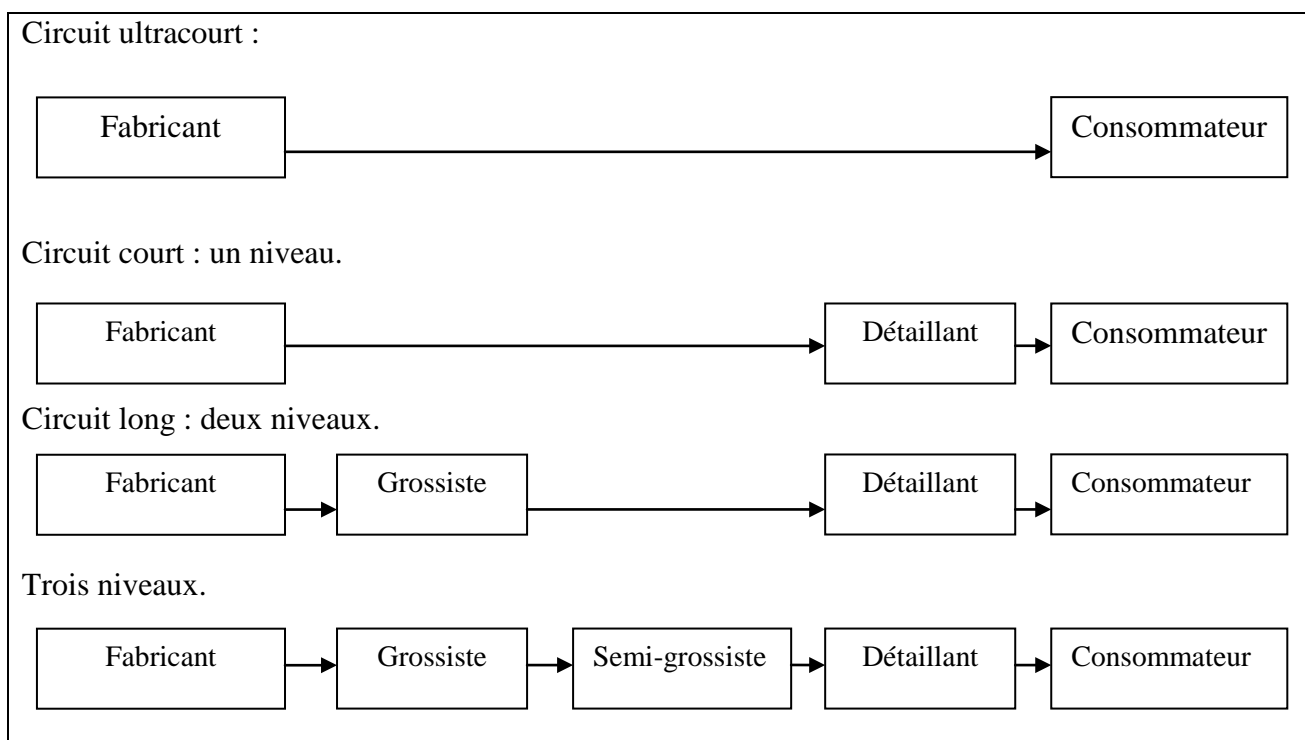 Circuit ultracourt :
Fabricant Consommateur
Circuit court : un niveau.
Fabricant Détaillant Consommateur
Circuit long : deux niveaux.
Fabricant Grossiste Détaillant Consommateur
Trois niveaux.
Fabricant Grossiste Semi-grossiste Détaillant Consommateur